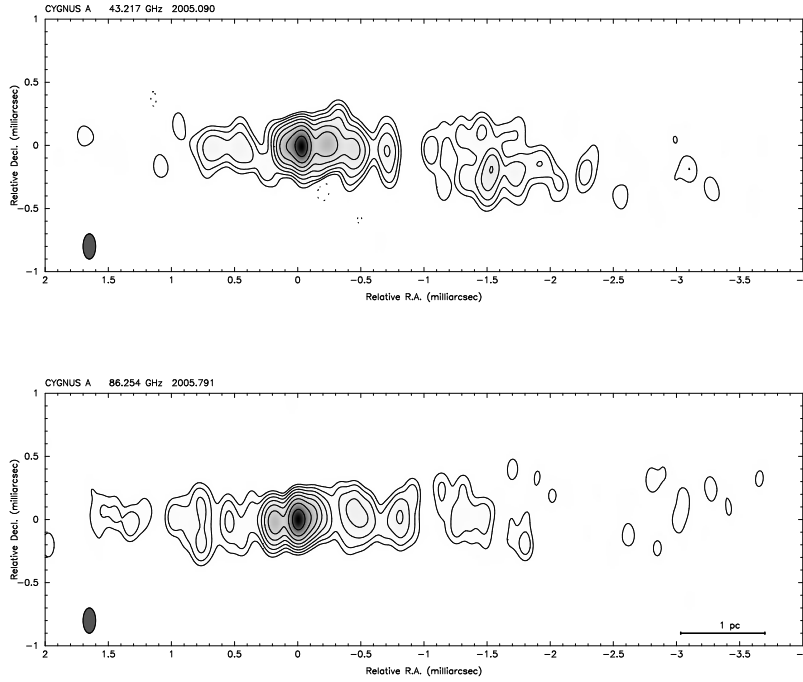 CYGNUS A 43.217 GHz 2005.090
1
0.5
0
−0.5
−1
Relative Decl. (milliarcsec)
2 1.5 1 0.5 0 −0.5 −1 −1.5 −2 −2.5 −3 −3.5
Relative R.A. (milliarcsec)
CYGNUS A 86.254 GHz 2005.791
1
0.5
0
−0.5
−1
Relative Decl. (milliarcsec)
1 pc
2 1.5 1 0.5 0 −0.5 −1 −1.5 −2 −2.5 −3 −3.5
Relative R.A. (milliarcsec)